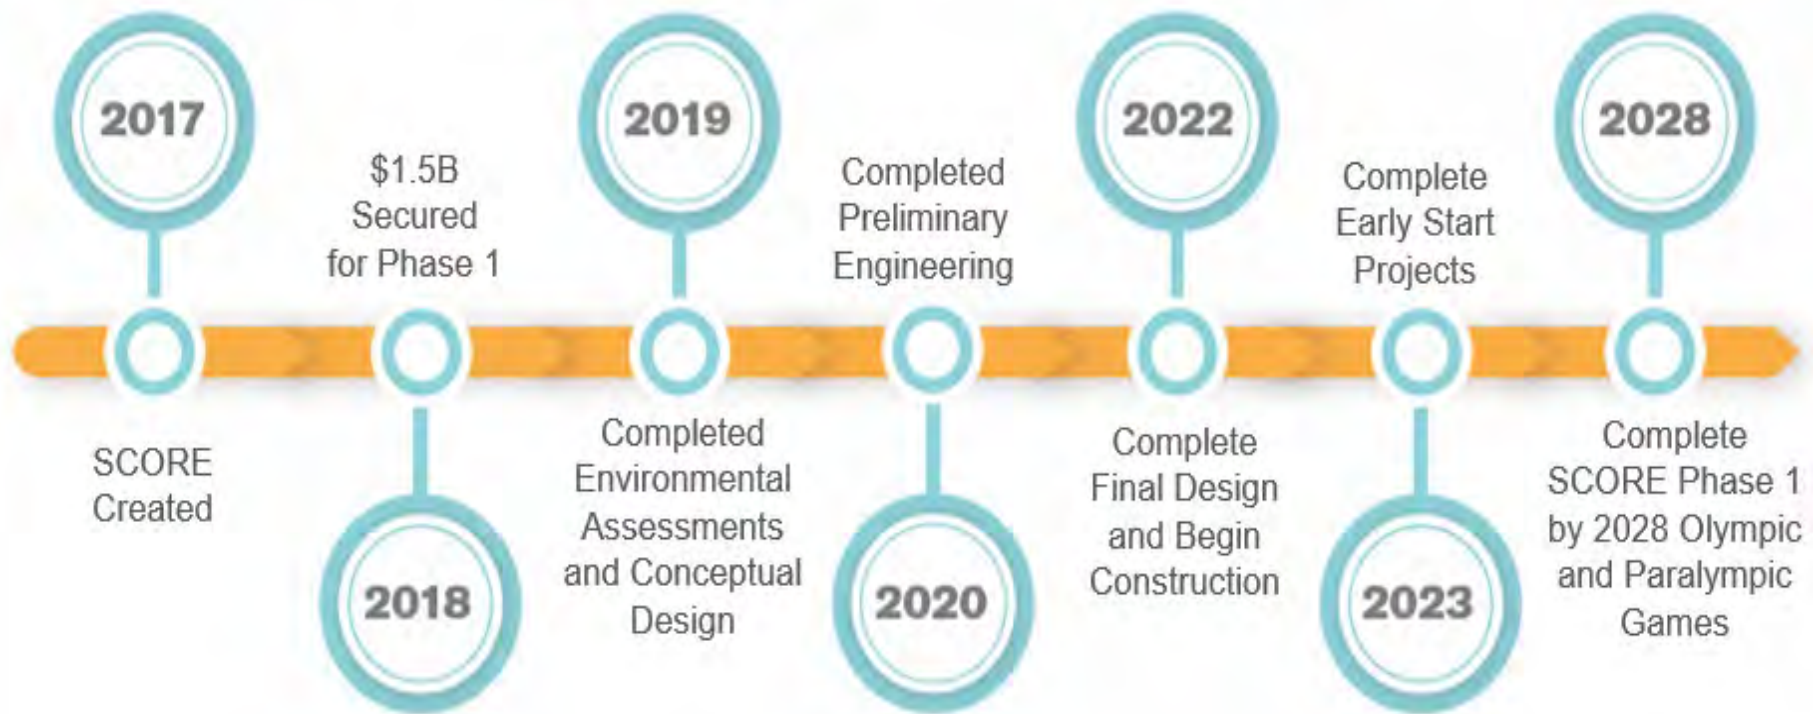 2017
SCORE
Created
$1.5B
Secured
for Phase 1
2018
2019
Completed
Environmental
Assessments
and Conceptual
Design
Completed
Preliminary
Engineering
2020
2022
Complete
Final Design
and Begin
Construction
Complete
Early Start
Projects
2023
2028
Complete
SCORE Phase 1
by 2028 Olympic
and Paralympic
Games